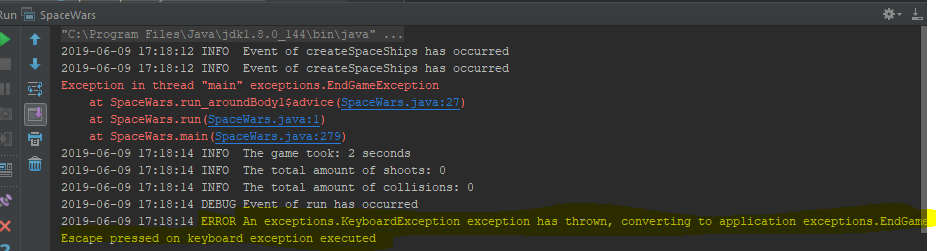 Run SpaceWars
"C:\Program Files\Java\jdk1.8.0_144\bin\java" ...
2019-06-09 17:18:12 INFO  Event of createSpaceShips has occurred
2019-06-09 17:18:12 INFO  Event of createSpaceShips has occurred
Exception in thread "main" exceptions.EndGameException
    at SpaceWars.run_aroundBody1$advice(SpaceWars.java:27)
    at SpaceWars.run(SpaceWars.java:1)
    at SpaceWars.main(SpaceWars.java:279)
2019-06-09 17:18:14 INFO  The game took: 2 seconds
2019-06-09 17:18:14 INFO  The total amount of shoots: 0
2019-06-09 17:18:14 INFO  The total amount of collisions: 0
2019-06-09 17:18:14 DEBUG Event of run has occurred
2019-06-09 17:18:14 ERROR An exceptions.KeyboardException exception has thrown, converting to application exceptions.EndGame
Escape pressed on keyboard exception executed